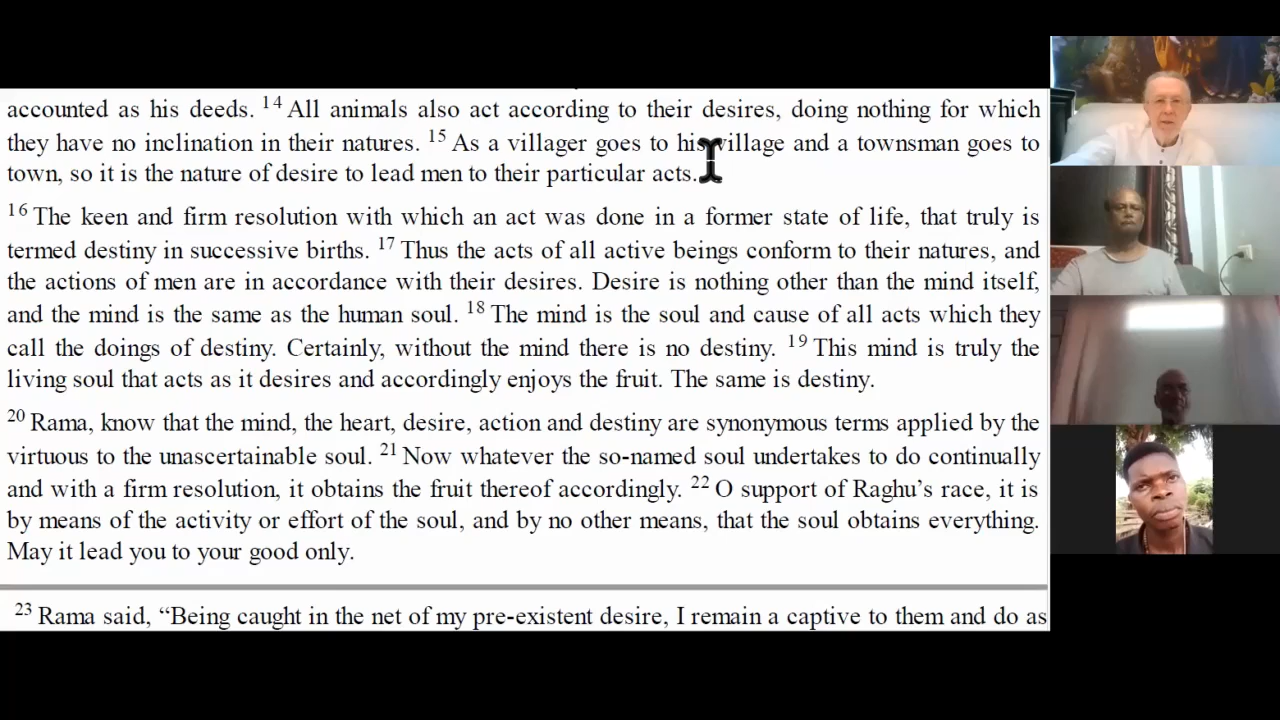 accounted as his deeds. 14 All animals also act according to their desires, doing nothing for which
they have no inclination in their natures. 15 As a villager goes to his village and a townsman goes to
town, so it is the nature of desire to lead men to their particular acts.
16 The keen and firm resolution with which an act was done in a former state of life, that truly is
termed destiny in successive births. 17 Thus the acts of all active beings conform to their natures, and
the actions of men are in accordance with their desires. Desire is nothing other than the mind itself,
and the mind is the same as the human soul. 18 The mind is the soul and cause of all acts which they
call the doings of destiny. Certainly, without the mind there is no destiny. 19 This mind is truly the
living soul that acts as it desires and accordingly enjoys the fruit. The same is destiny.
20 Rama, know that the mind, the heart, desire, action and destiny are synonymous terms applied by the
virtuous to the unascertainable soul. 21 Now whatever the so-named soul undertakes to do continually
and with a firm resolution, it obtains the fruit thereof accordingly. 22 O support of Raghu’s race, it is
by means of the activity or effort of the soul, and by no other means, that the soul obtains everything.
May it lead you to your good only.
23 Rama said, “Being caught in the net of my pre-existent desire, I remain a captive to them and do as